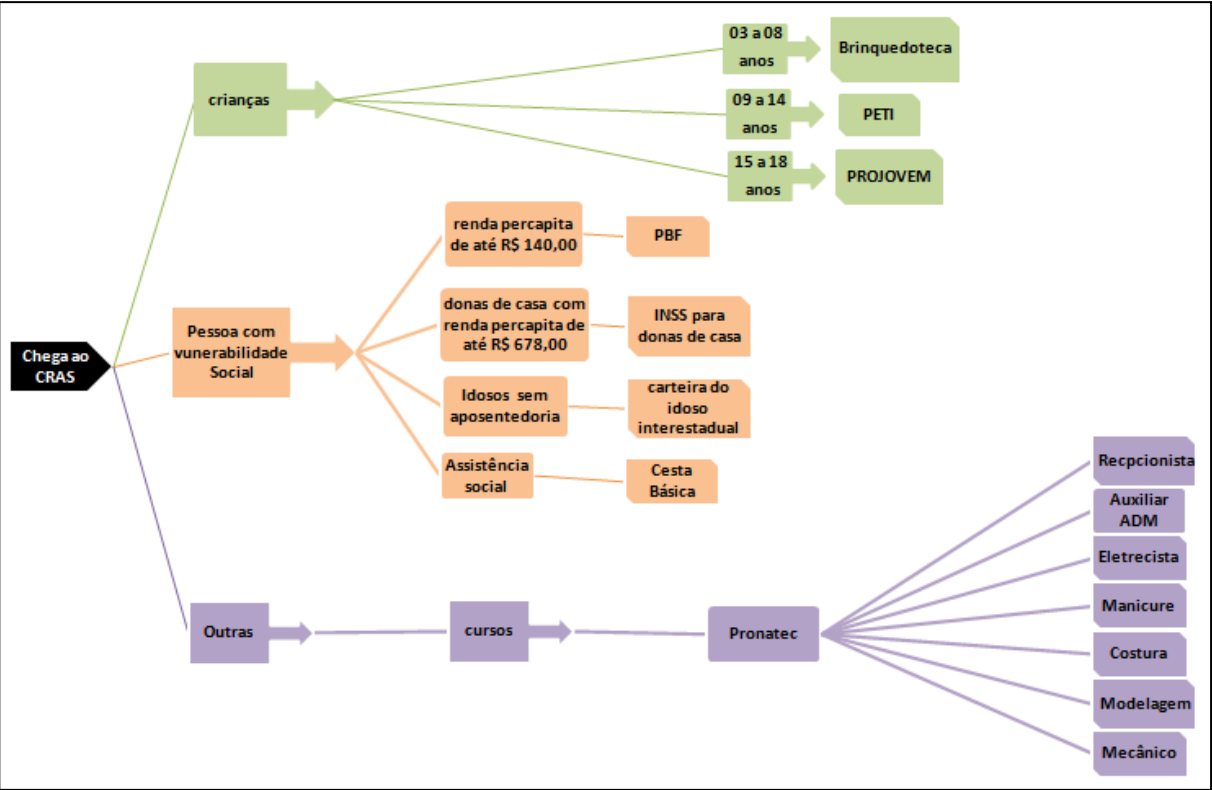 Chega ao
CRAS
crianças
03 a 08
anos
Brinquedoteca
09 a 14
anos
PETI
15 a 18
anos
PROJOVEM
Pessoa com
vunerabilidade
Social
renda percapita
de até R$ 140,00
PBF
donas de casa com
renda percapita de
até R$ 678,00
INSS para
donas de casa
Idosos sem
aposentedoria
carteira do
idoso
interestadual
Assistência
social
Cesta
Básica
Outras
cursos
Pronatec
Recpcionista
Auxiliar
ADM
Eletrecista
Manicure
Costura
Modelagem
Mecânico